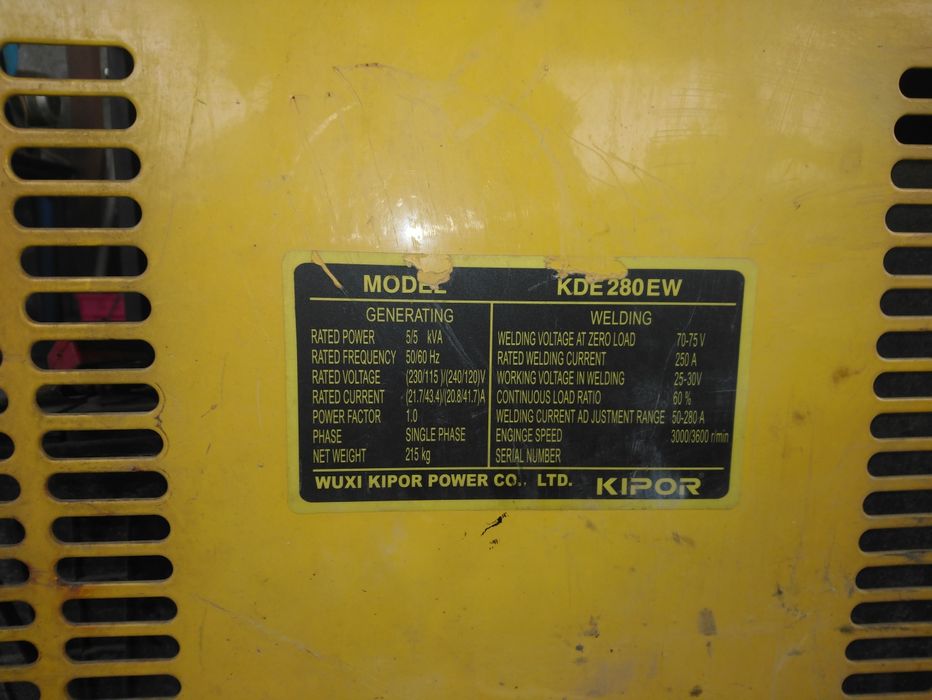 MODEL KDE280EW
GENERATING WELDING
RATED POWER 5/5 kVA WELDING VOLTAGE AT ZERO LOAD 70-75 V
RATED FREQUENCY 50/60 Hz RATED WELDING CURRENT 250 A
RATED VOLTAGE (230/115 )/(240/120)V WORKING VOLTAGE IN WELDING 25-30V
RATED CURRENT (21.7/43.4)/(20.8/41.7)A CONTINUOUS LOAD RATIO 60 %
POWER FACTOR 1.0 WELDING CURRENT AD JUSTMENT RANGE 50-280 A
PHASE SINGLE PHASE ENGINGE SPEED 3000/3600 r/min
NET WEIGHT 215 kg SERIAL NUMBER
WUXI KIPOR POWER CO., LTD. KIPOR